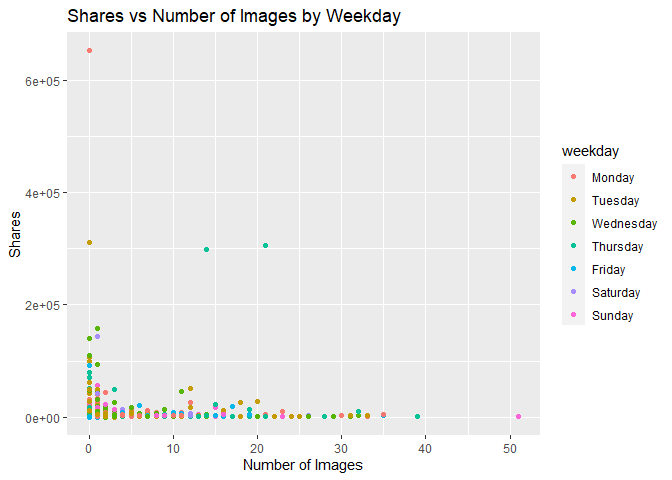 Shares vs Number of Images by Weekday
6e+05
4e+05
2e+05
0e+00
Shares
0 10 20 30 40 50
Number of Images
weekday
Monday
Tuesday
Wednesday
Thursday
Friday
Saturday
Sunday